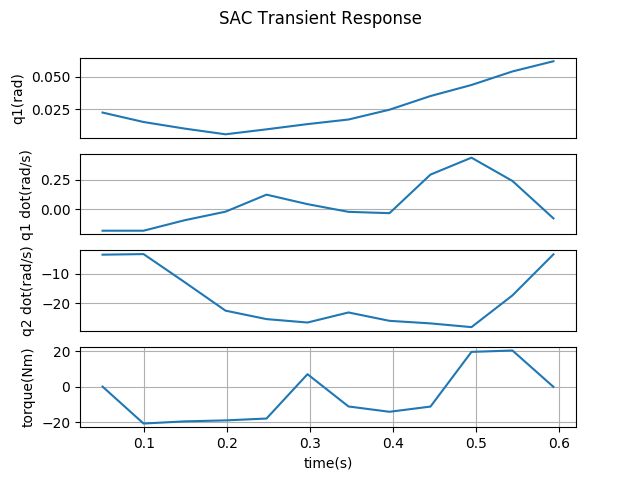 SAC Transient Response
q1(rad)
0.050
0.025
q1 dot(rad/s)
0.25
0.00
q2 dot(rad/s)
−10
−20
torque(Nm)
20
0
−20
0.1 0.2 0.3 0.4 0.5 0.6
time(s)